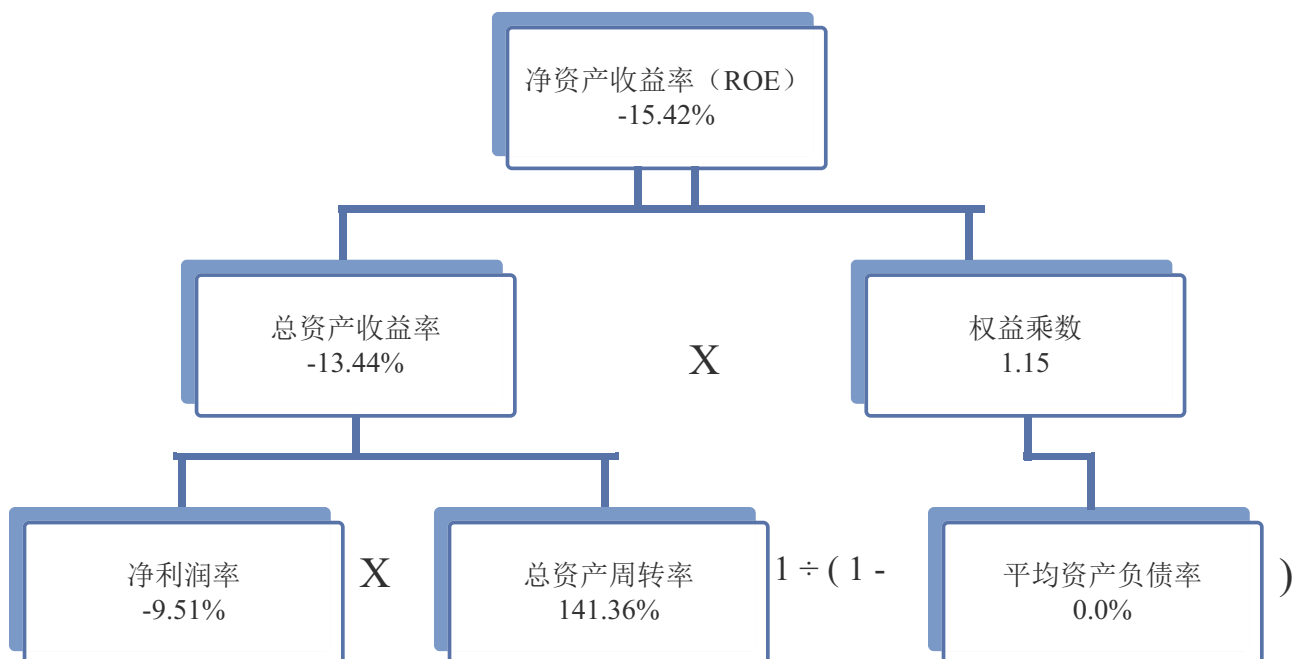 净资产收益率（ROE）
-15.42%
总资产收益率
-13.44%
X
权益乘数
1.15
净利润率
-9.51%
X
总资产周转率
141.36%
1 ÷ ( 1 -
平均资产负债率
0.0%
)